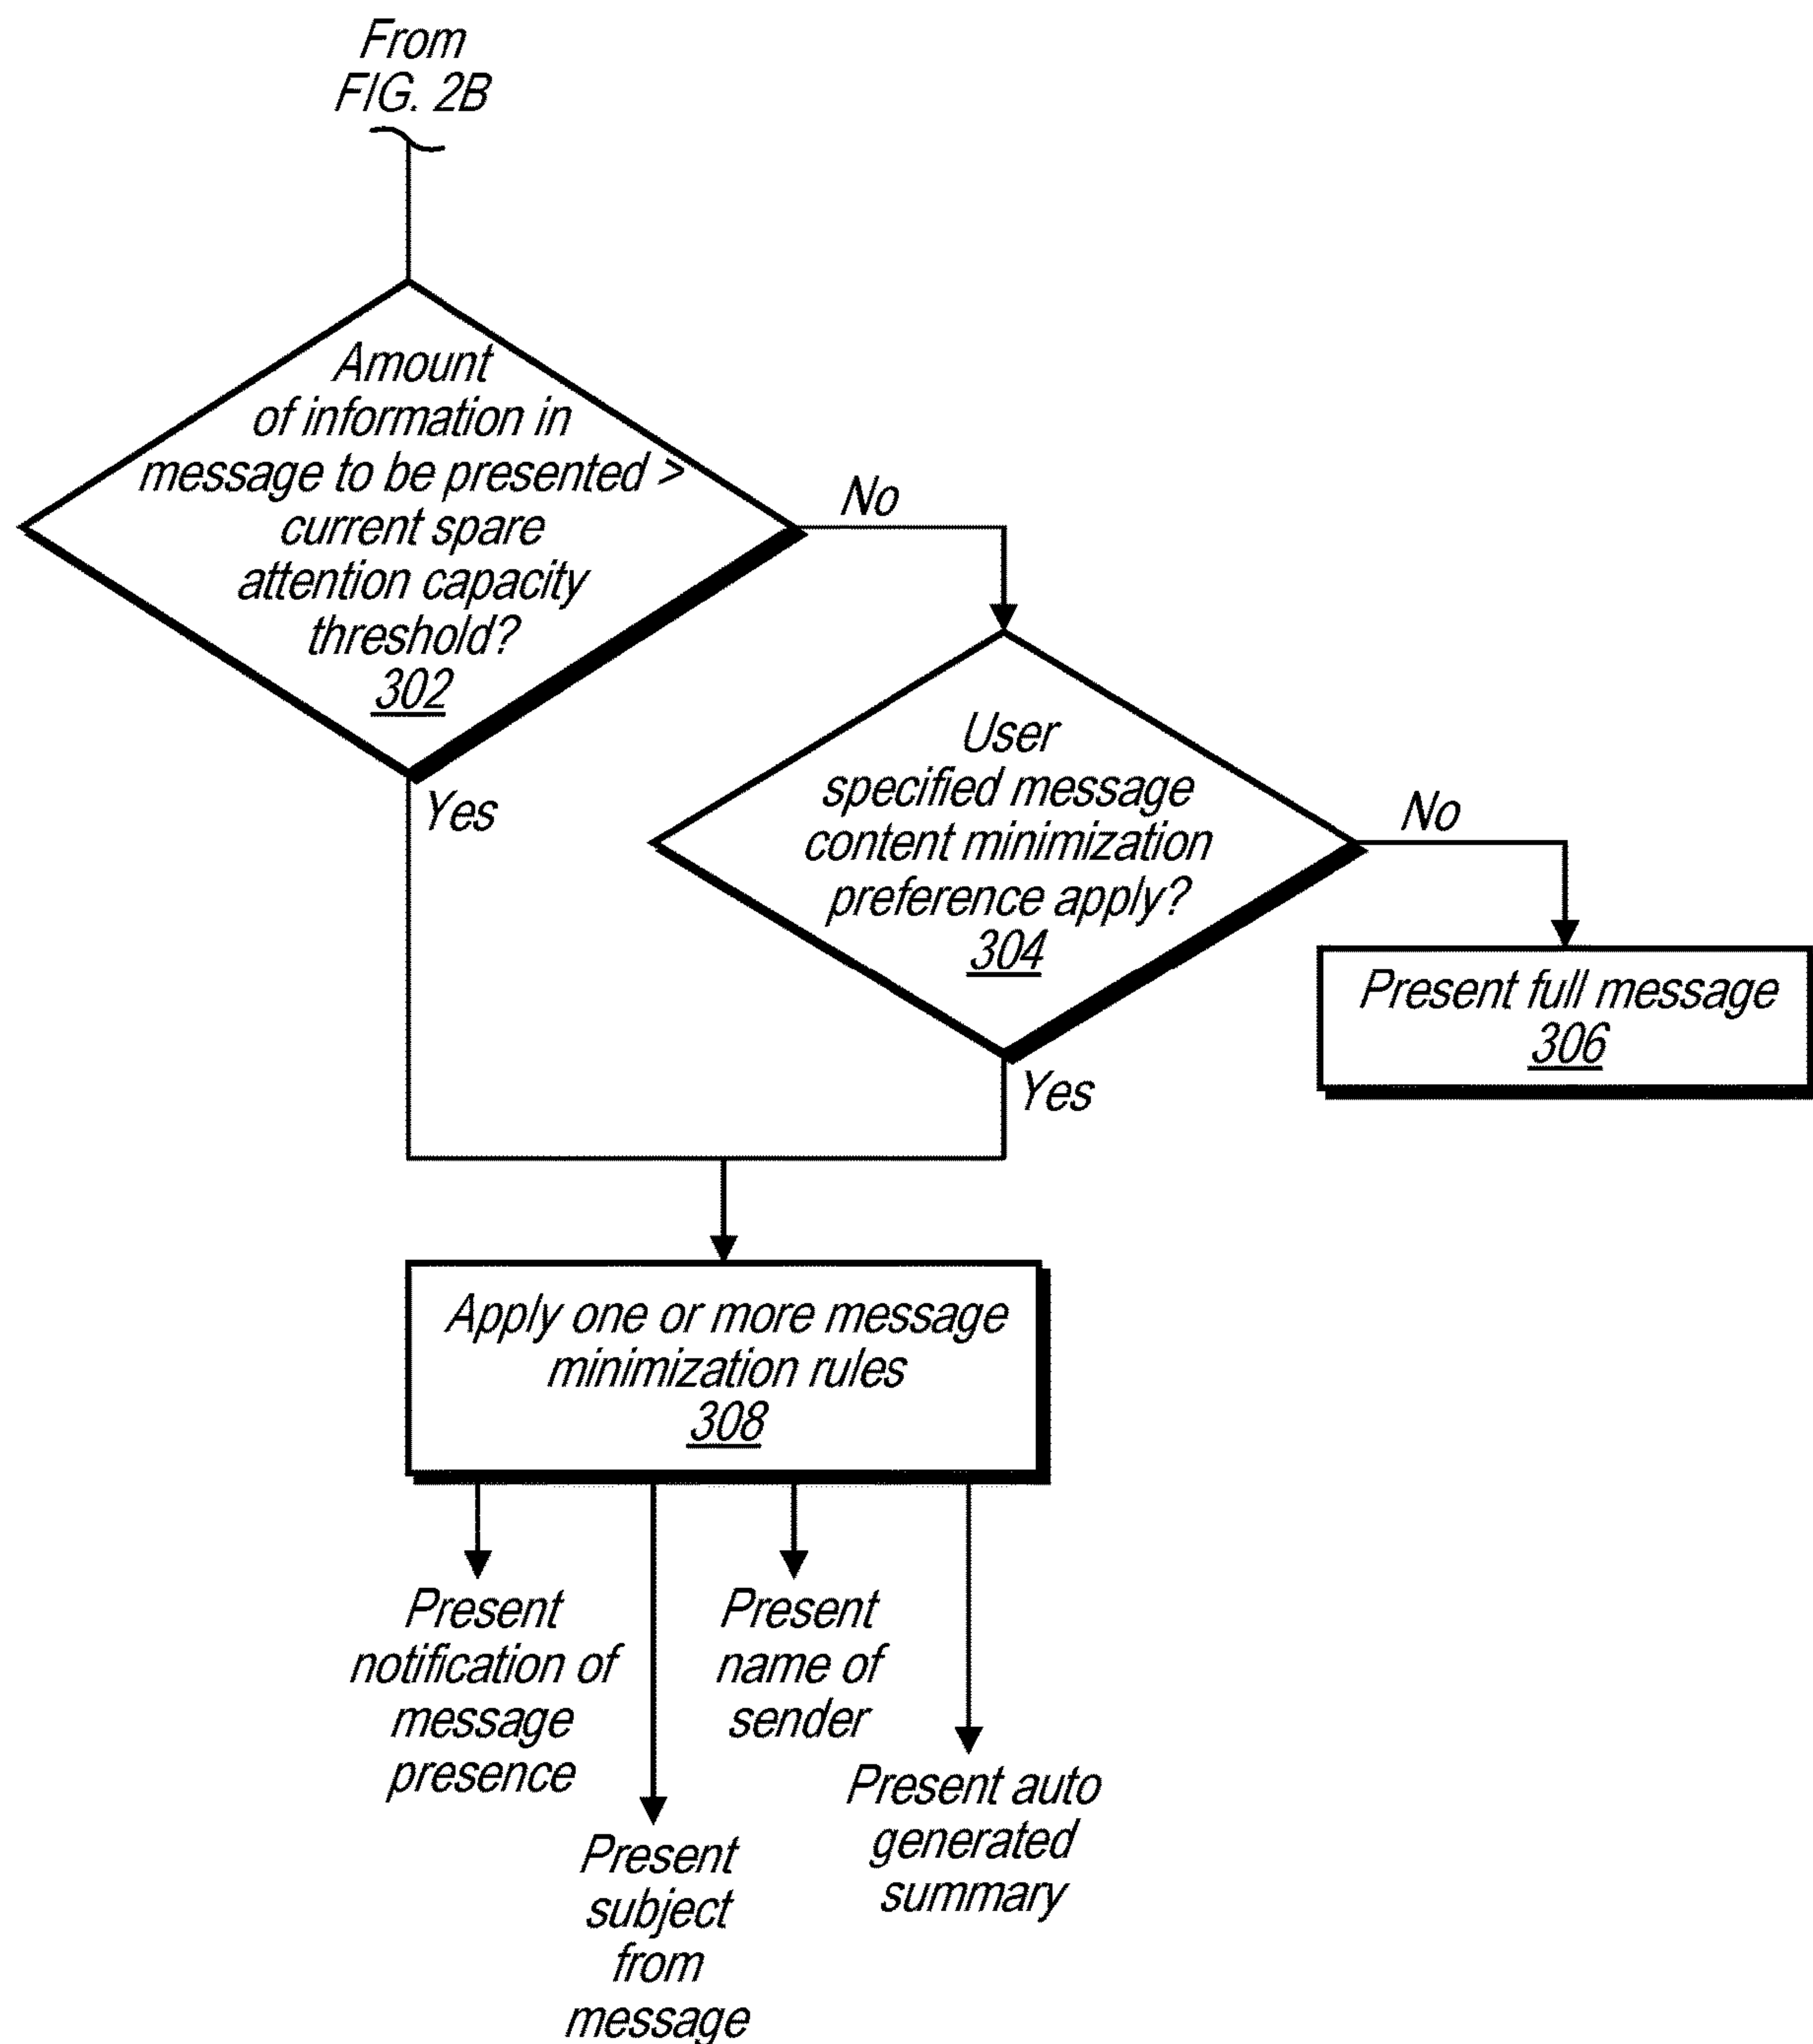 From
FIG. 2B
Amount
of information in
message to be presented >
current spare
attention capacity
threshold?
302
No
Yes
User
specified message
content minimization
preference apply?
304
No
Yes
Present full message
306
Apply one or more message
minimization rules
308
Present
notification of
message
presence
Present
subject
from
message
Present
name of
sender
Present auto
generated
summary